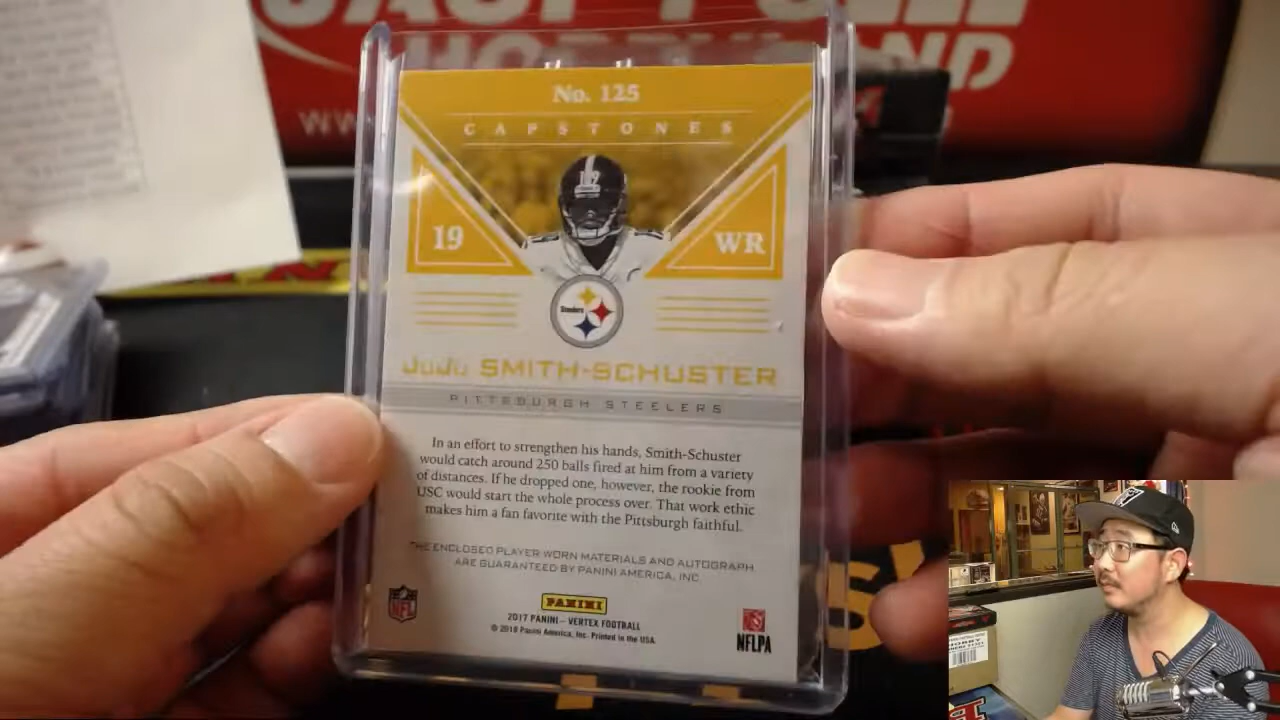 HOBBYLAND
No. 125
CAPSTONES
19
WR
Steelers
JuJu SMITH-SCHUSTER
PITTSBURGH STEELERS
In an effort to strengthen his hands, Smith-Schuster
would catch around 250 balls fired at him from a variety
of distances. If he dropped one, however, the rookie from
USC would start the whole process over. That work ethic
makes him a fan favorite with the Pittsburgh faithful.
THE ENCLOSED PLAYER WORN MATERIALS AND AUTOGRAPH
ARE GUARANTEED BY PANINI AMERICA, INC.
NFL
PANINI
2017 PANINI – VERTEX FOOTBALL
© 2018 Panini America, Inc. Printed in the USA.
NFLPA